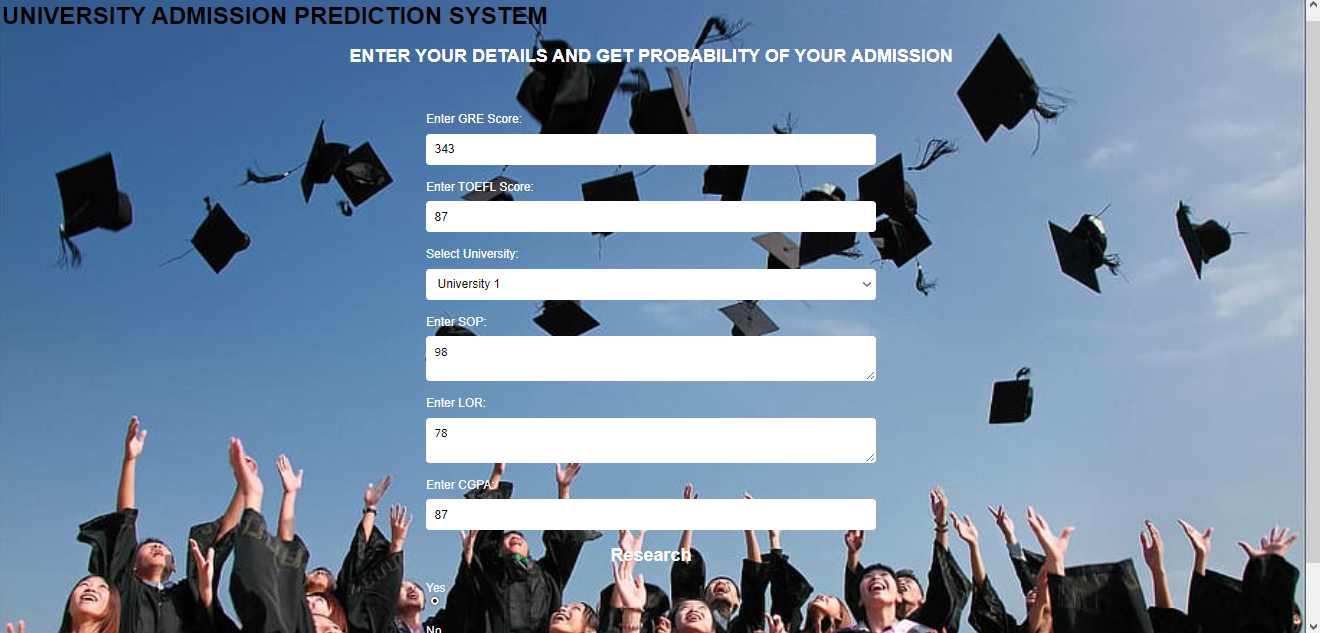 UNIVERSITY ADMISSION PREDICTION SYSTEM
ENTER YOUR DETAILS AND GET PROBABILITY OF YOUR ADMISSION
Enter GRE Score:
343
Enter TOEFL Score:
87
Select University:
University 1
Enter SOP:
98
Enter LOR:
78
Enter CGPA:
87
Research
Yes
No